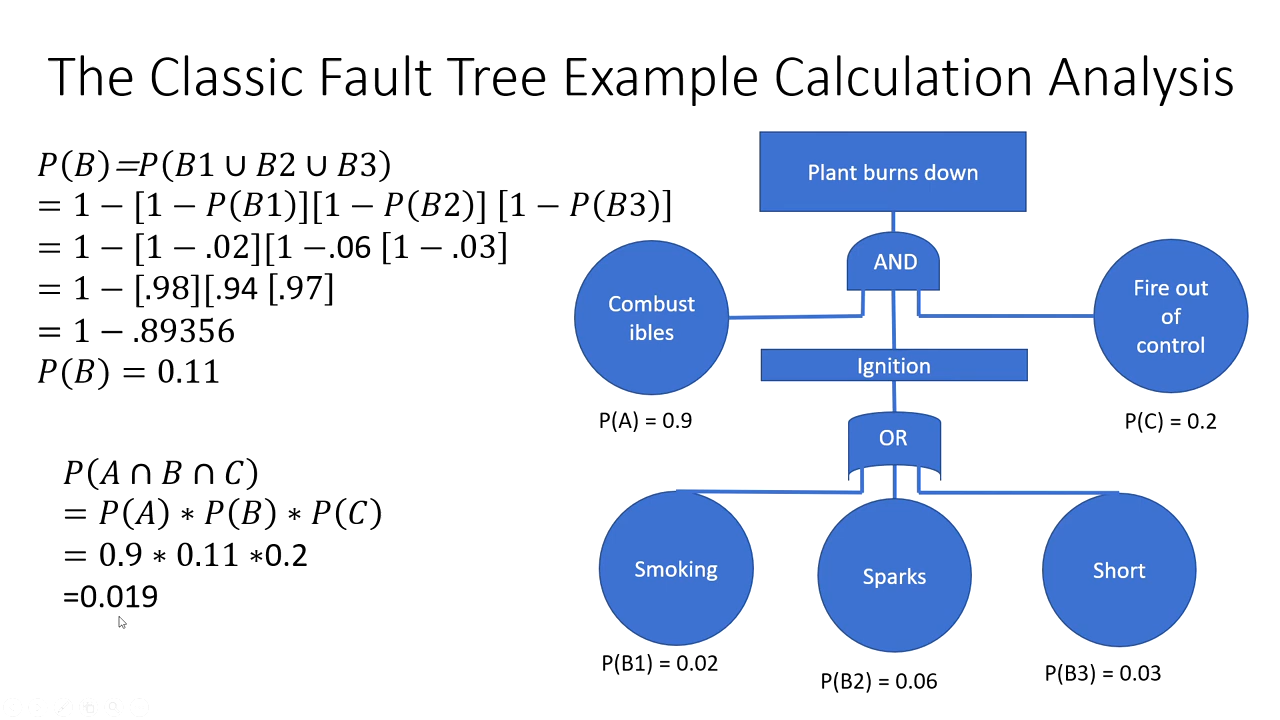 The Classic Fault Tree Example Calculation Analysis
P(B)=P(B1 ∪ B2 ∪ B3)
= 1 − [1 − P(B1)][1 − P(B2)] [1 − P(B3)]
= 1 − [1 − .02][1 −.06 [1 − .03]
= 1 − [.98][.94 [.97]
= 1 − .89356
P(B) = 0.11
P(A ∩ B ∩ C)
= P(A) ∗ P(B) ∗ P(C)
= 0.9 ∗ 0.11 ∗0.2
=0.019
Plant burns down
AND
Combust
ibles
Fire out
of
control
Ignition
P(A) = 0.9
P(C) = 0.2
OR
Smoking
Sparks
Short
P(B1) = 0.02
P(B2) = 0.06
P(B3) = 0.03